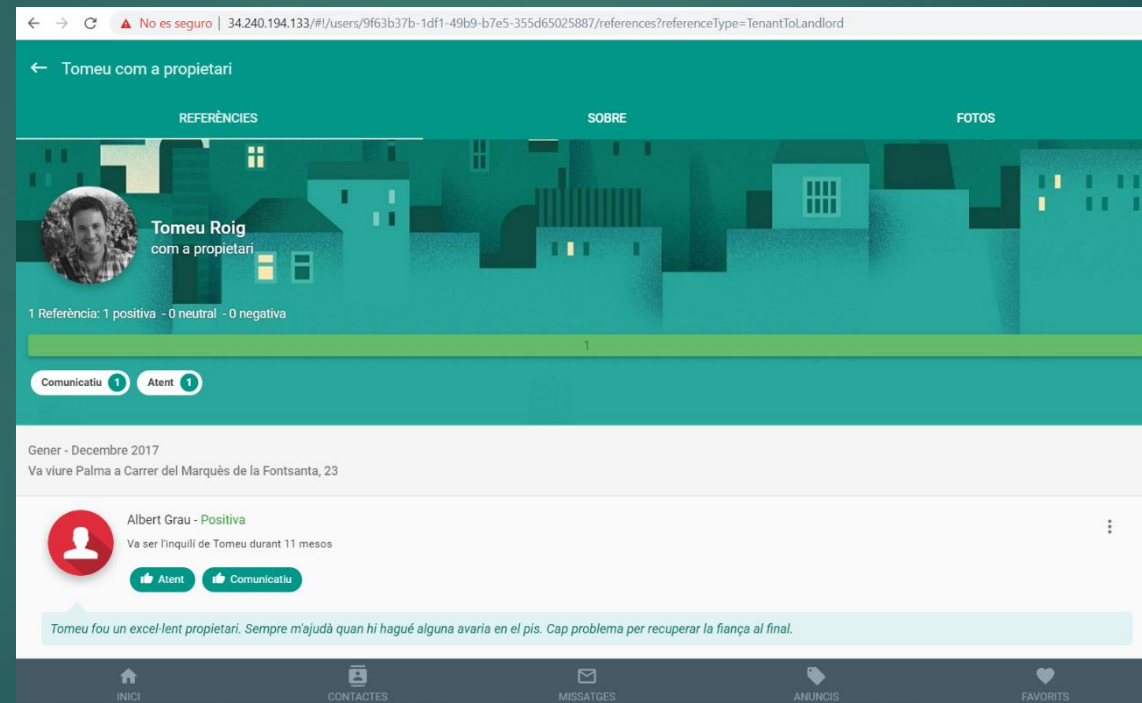 No es seguro | 34.240.194.133/#!/users/9f63b37b-1df1-49b9-b7e5-355d65025887/references?referenceType=TenantToLandlord
Tomeu com a propietari
REFERÈNCIES SOBRE FOTOS
Tomeu Roig
com a propietari
1 Referència: 1 positiva - 0 neutral - 0 negativa
1
Comunicatiu 1 Atent 1
Gener - Decembre 2017
Va viure Palma a Carrer del Marquès de la Fontsanta, 23
Albert Grau - Positiva
Va ser l'inquilí de Tomeu durant 11 mesos
Atent Comunicatiu
Tomeu fou un excel·lent propietari. Sempre m'ajudà quan hi hagué alguna avaria en el pis. Cap problema per recuperar la fiança al final.
INICI CONTACTES MISSATGES ANUNCIS FAVORITS